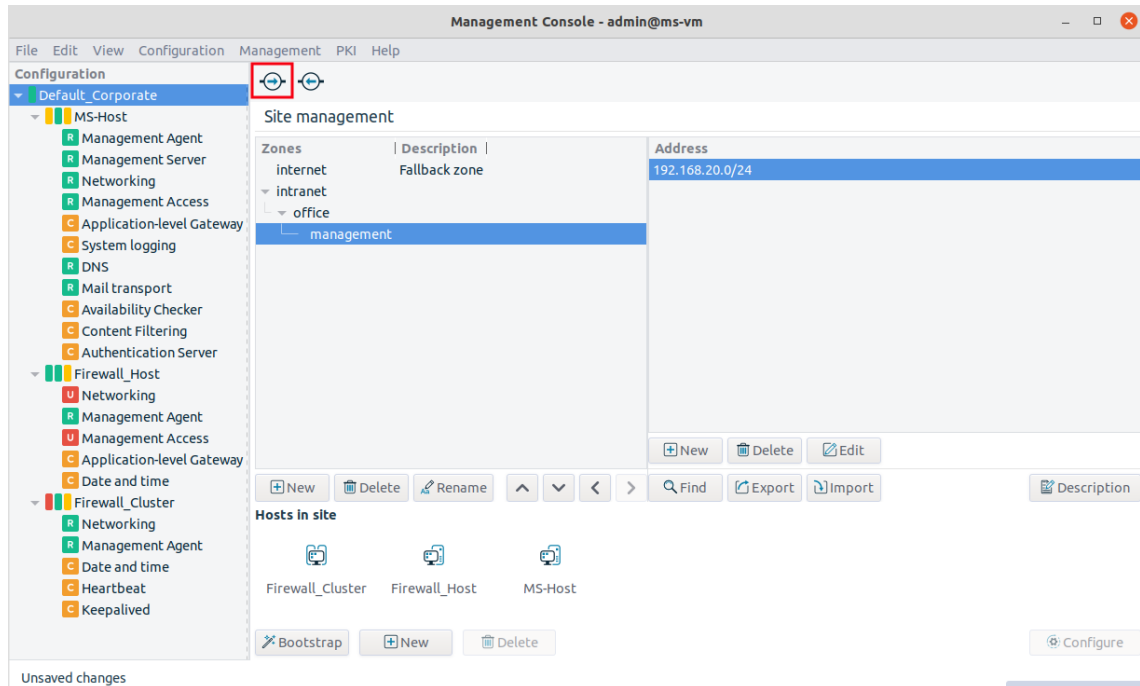 Management Console - admin@ms-vm
File Edit View Configuration Management PKI Help
Configuration
Default_Corporate
MS-Host
R Management Agent
R Management Server
R Networking
R Management Access
C Application-level Gateway
C System logging
R DNS
R Mail transport
C Availability Checker
C Content Filtering
C Authentication Server
Firewall_Host
U Networking
R Management Agent
U Management Access
C Application-level Gateway
C Date and time
Firewall_Cluster
R Networking
R Management Agent
C Date and time
C Heartbeat
C Keepalived
Site management
Zones Description
internet Fallback zone
intranet
office
management
Address
192.168.20.0/24
New Delete Edit
New Delete Rename Find Export Import Description
Hosts in site
Firewall_Cluster Firewall_Host MS-Host
Bootstrap New Delete Configure
Unsaved changes